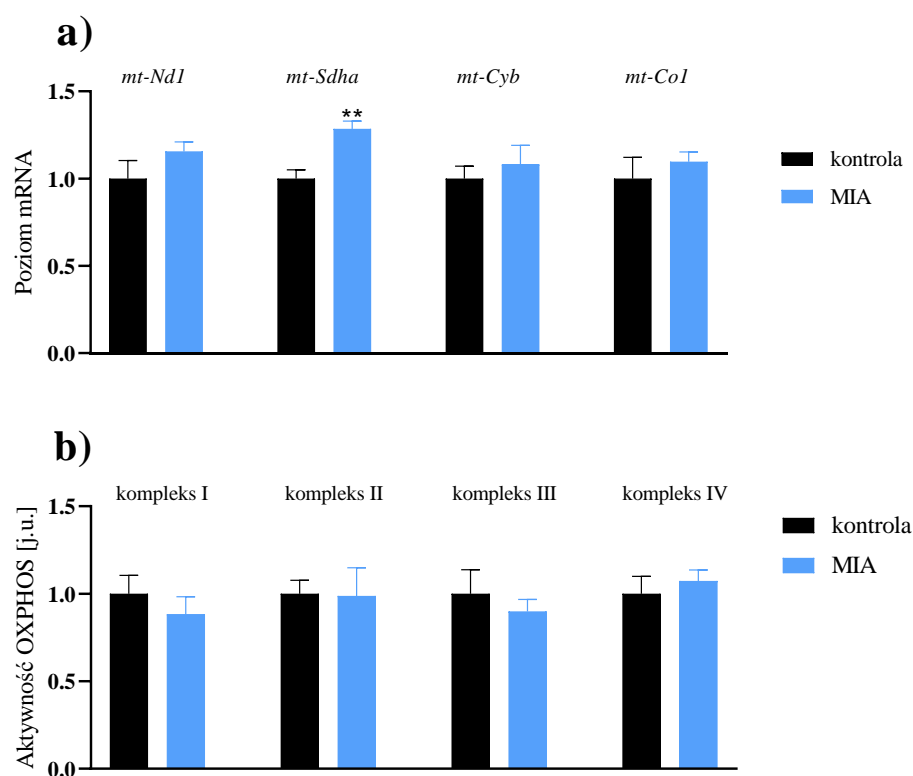 a)
mt-Nd1 mt-Sdha mt-Cyb mt-Co1
1.5
**
kontrola
1.0
MIA
0.5
0.0
Poziom mRNA
b)
kompleks I kompleks II kompleks III kompleks IV
1.5
kontrola
MIA
1.0
0.5
0.0
Aktywność OXPHOS [j.u.]